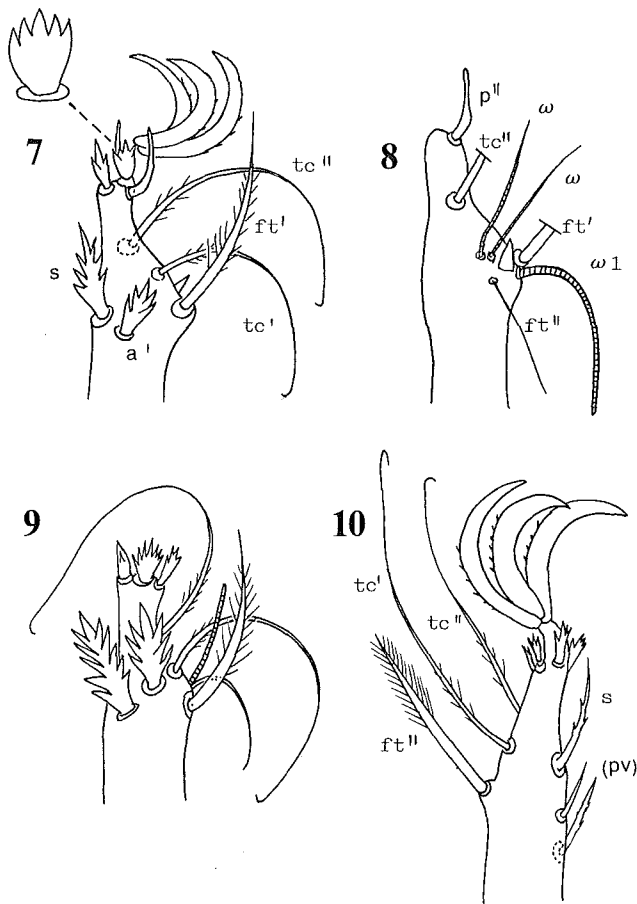 7
tc"
ft'
s
a'
tc'
8
p"
tc"
ω
ω
ft'
ω1
ft"
9
10
tc'
tc"
ft"
s
(pv)